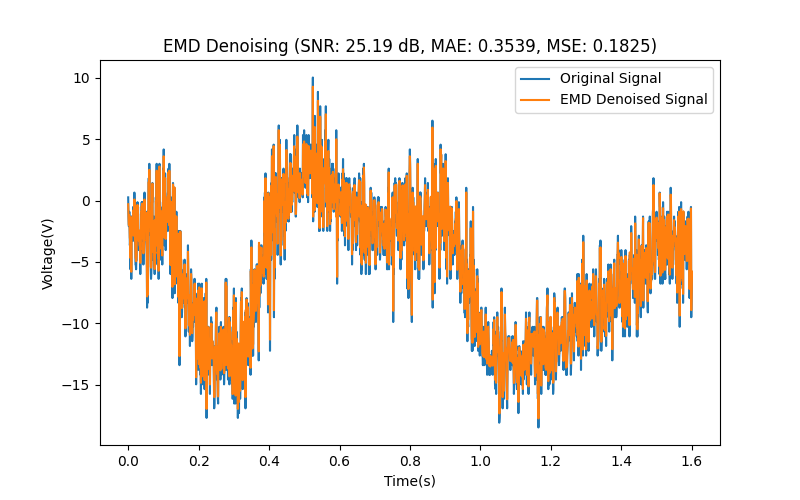 EMD Denoising (SNR: 25.19 dB, MAE: 0.3539, MSE: 0.1825)
Original Signal
EMD Denoised Signal
10
5
0
−5
−10
−15
Voltage(V)
0.0 0.2 0.4 0.6 0.8 1.0 1.2 1.4 1.6
Time(s)